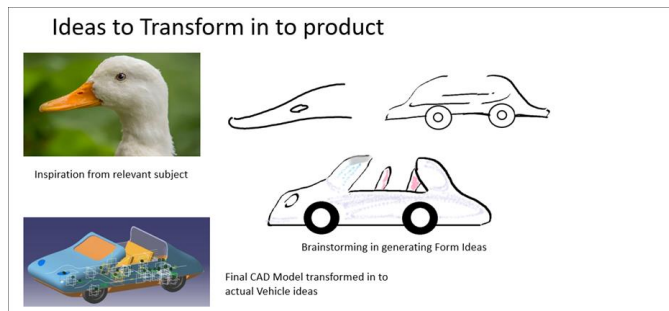 Ideas to Transform in to product
Inspiration from relevant subject
Brainstorming in generating Form Ideas
Final CAD Model transformed in to
actual Vehicle ideas